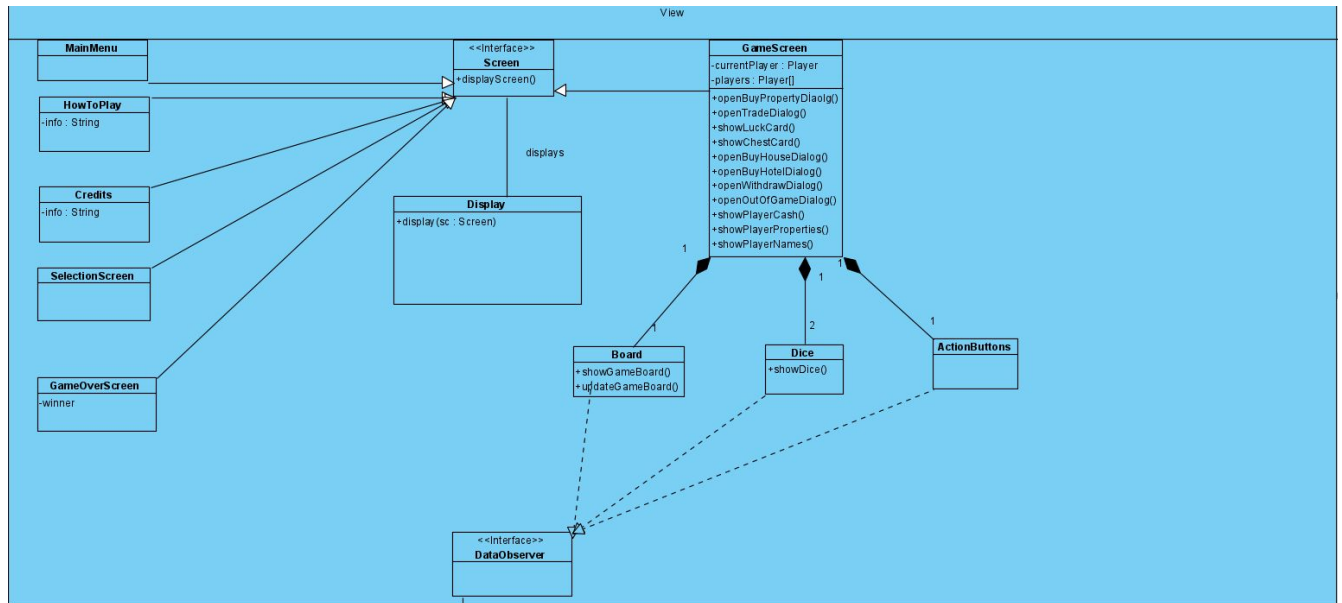 View
MainMenu
HowToPlay
-info : String
Credits
-info : String
SelectionScreen
GameOverScreen
-winner
<<Interface>>
Screen
+displayScreen()
displays
Display
+display(sc : Screen)
GameScreen
-currentPlayer : Player
-players : Player[]
+openBuyPropertyDlaolg()
+openTradeDialog()
+showLuckCard()
+showChestCard()
+openBuyHouseDialog()
+openBuyHotelDialog()
+openWithdrawDialog()
+openOutOfGameDialog()
+showPlayerCash()
+showPlayerProperties()
+showPlayerNames()
1
1
1
1
2
1
Board
+showGameBoard()
+updateGameBoard()
Dice
+showDice()
ActionButtons
<<Interface>>
DataObserver